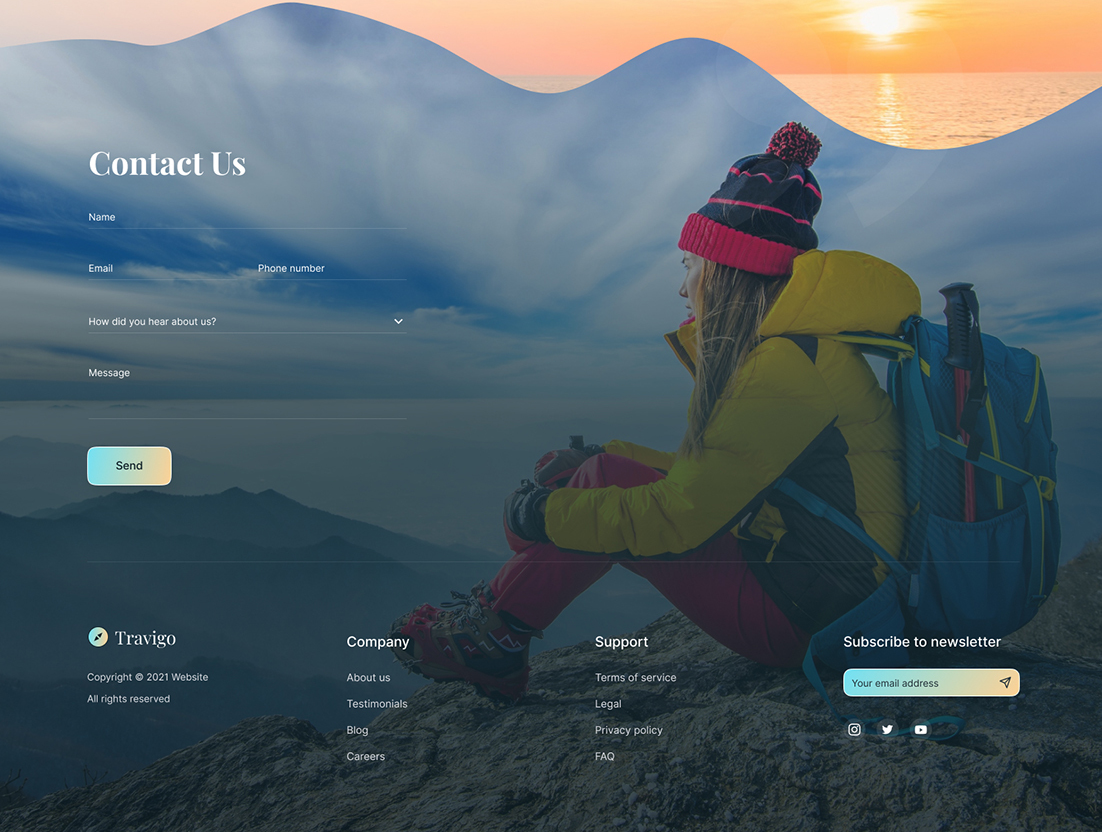 Contact Us
Name
Email
Phone number
How did you hear about us?
Message
Send
Travigo
Copyright © 2021 Website
All rights reserved
Company
About us
Testimonials
Blog
Careers
Support
Terms of service
Legal
Privacy policy
FAQ
Subscribe to newsletter
Your email address